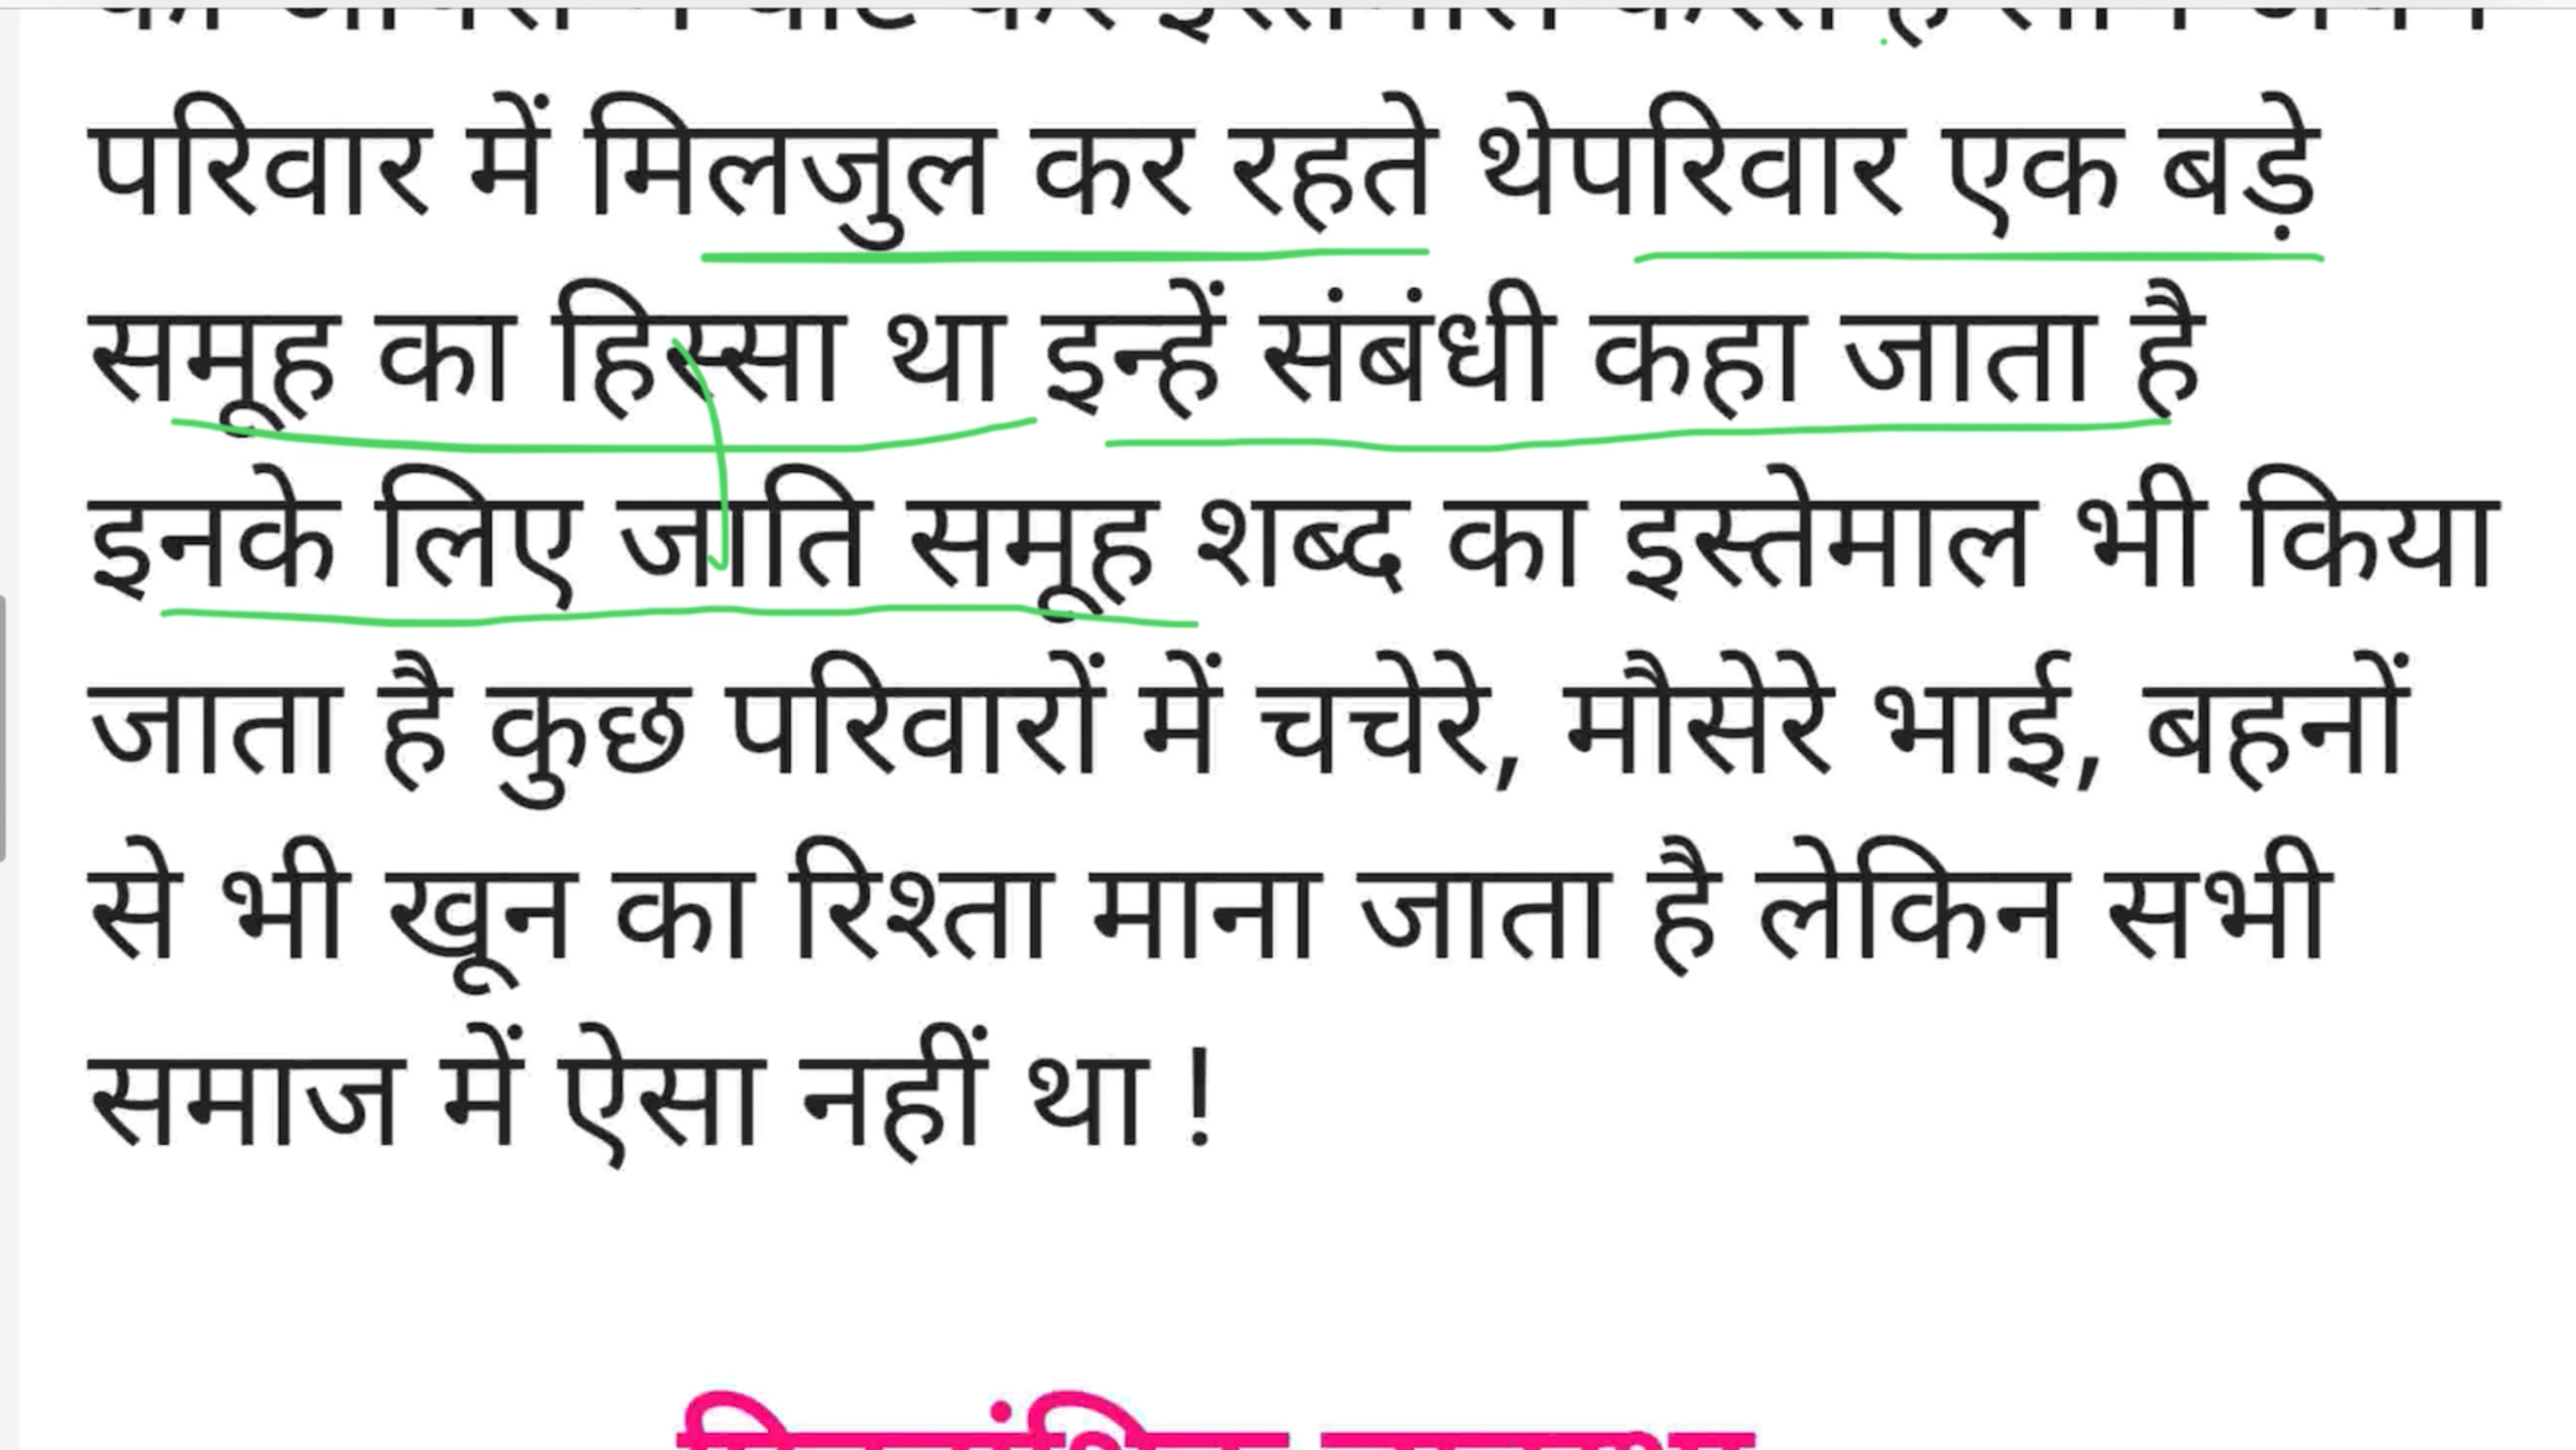 परिवार में मिलजुल कर रहते थेपरिवार एक बड़े
समूह का हिस्सा था इन्हें संबंधी कहा जाता है
इनके लिए जाति समूह शब्द का इस्तेमाल भी किया
जाता है कुछ परिवारों में चचेरे, मौसेरे भाई, बहनों
से भी खून का रिश्ता माना जाता है लेकिन सभी
समाज में ऐसा नहीं था !